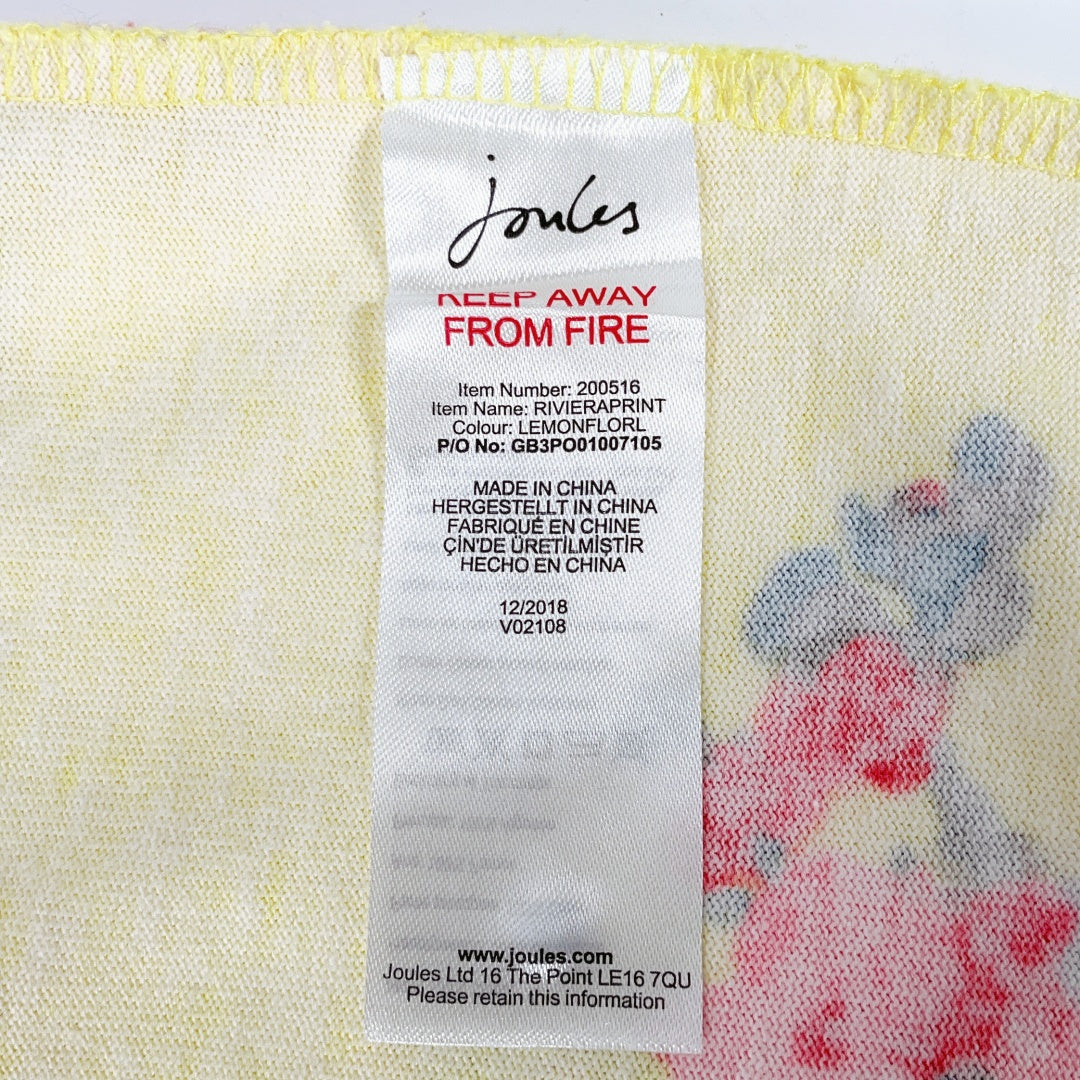 joules
KEEP AWAY
FROM FIRE
Item Number: 200516
Item Name: RIVIERAPRINT
Colour: LEMONFLORL
P/O No: GB3PO01007105
MADE IN CHINA
HERGESTELLT IN CHINA
FABRIQUÉ EN CHINE
ÇİN'DE ÜRETİLMİŞTİR
HECHO EN CHINA
12/2018
V02108
www.joules.com
Joules Ltd 16 The Point LE16 7QU
Please retain this information